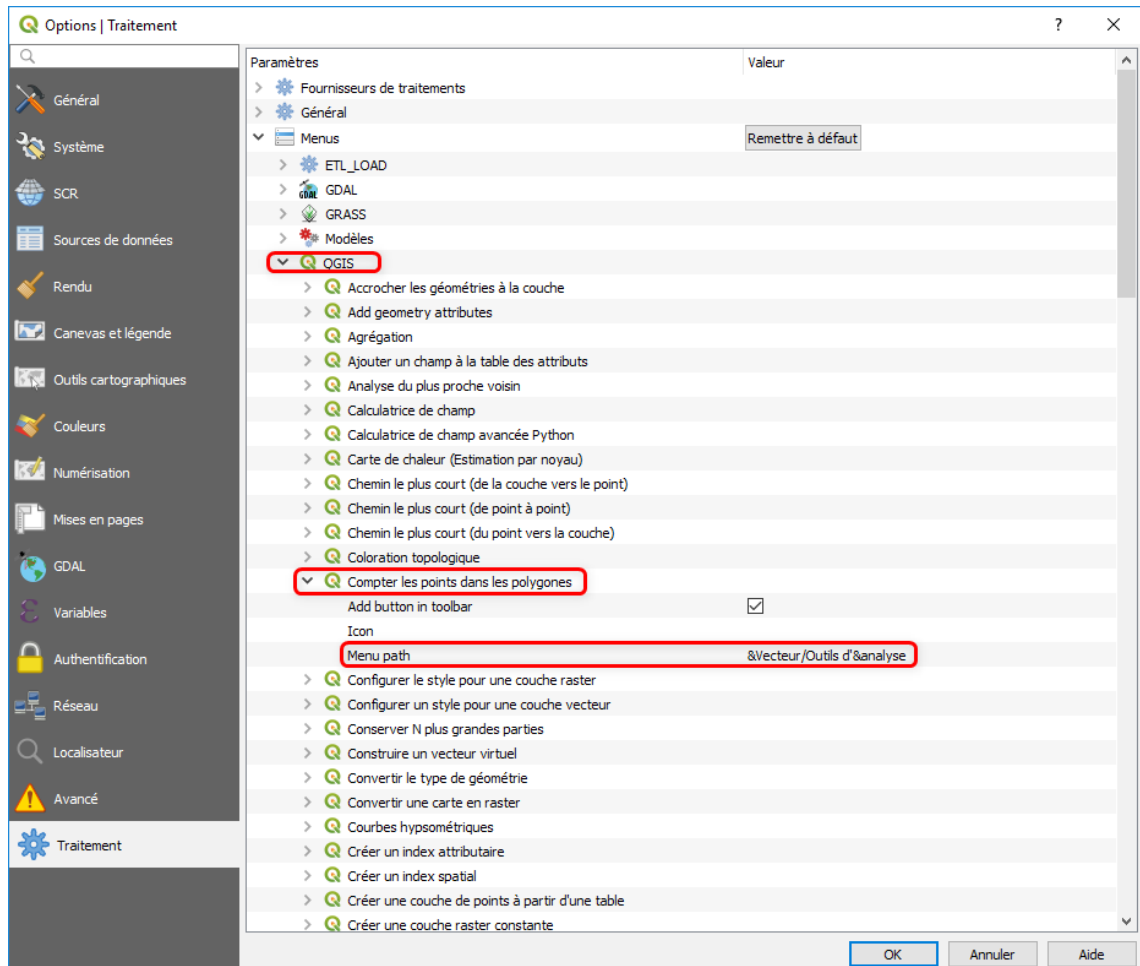 Options | Traitement
?
Général
Système
SCR
Sources de données
Rendu
Canevas et légende
Outils cartographiques
Couleurs
Numérisation
Mises en pages
GDAL
Variables
Authentification
Réseau
Localisateur
Avancé
Traitement
Paramètres Valeur
Fournisseurs de traitements
Général
Menus Remettre à défaut
ETL_LOAD
GDAL GDAL
GRASS
Modèles
QGIS
Accrocher les géométries à la couche
Add geometry attributes
Agrégation
Ajouter un champ à la table des attributs
Analyse du plus proche voisin
Calculatrice de champ
Calculatrice de champ avancée Python
Carte de chaleur (Estimation par noyau)
Chemin le plus court (de la couche vers le point)
Chemin le plus court (de point à point)
Chemin le plus court (du point vers la couche)
Coloration topologique
Compter les points dans les polygones
Add button in toolbar
Icon
Menu path &Vecteur/Outils d'&analyse
Configurer le style pour une couche raster
Configurer un style pour une couche vecteur
Conserver N plus grandes parties
Construire un vecteur virtuel
Convertir le type de géométrie
Convertir une carte en raster
Courbes hypsométriques
Créer un index attributaire
Créer un index spatial
Créer une couche de points à partir d'une table
Créer une couche raster constante
OK Annuler Aide